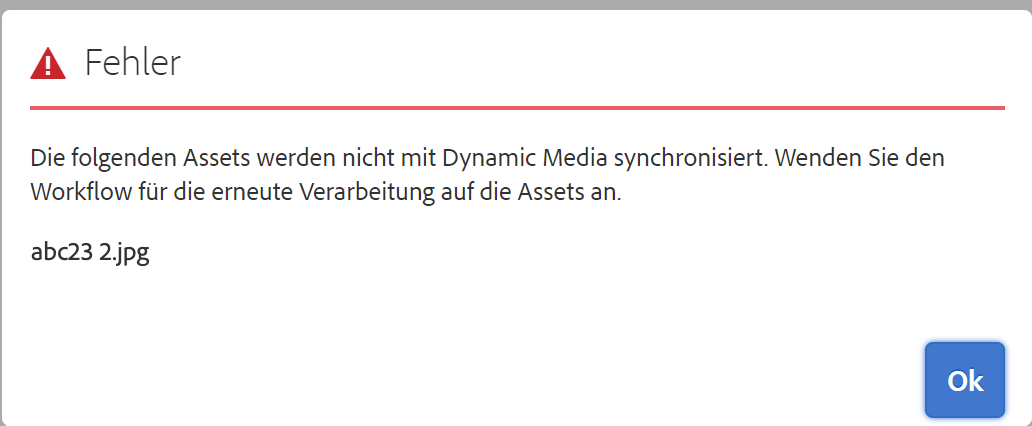 Fehler
Die folgenden Assets werden nicht mit Dynamic Media synchronisiert. Wenden Sie den
Workflow für die erneute Verarbeitung auf die Assets an.
abc23 2.jpg
Ok